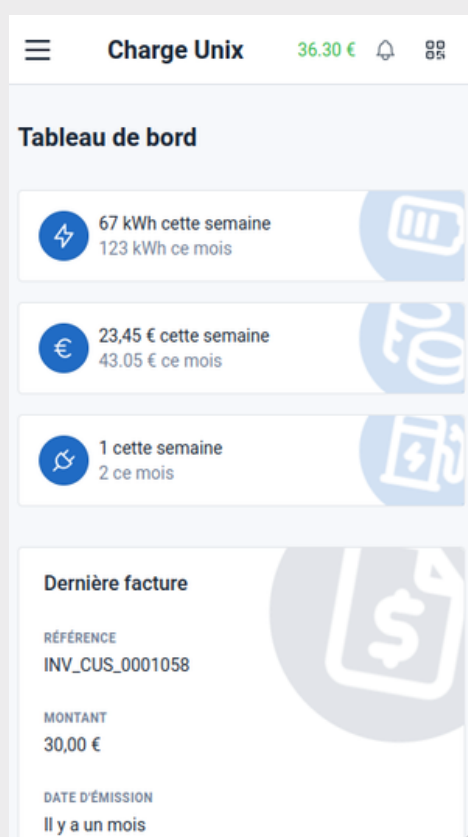 Charge Unix 36.30 €
Tableau de bord
67 kWh cette semaine
123 kWh ce mois
€
23,45 € cette semaine
43.05 € ce mois
1 cette semaine
2 ce mois
Dernière facture
RÉFÉRENCE
INV_CUS_0001058
MONTANT
30,00 €
DATE D'ÉMISSION
Il y a un mois